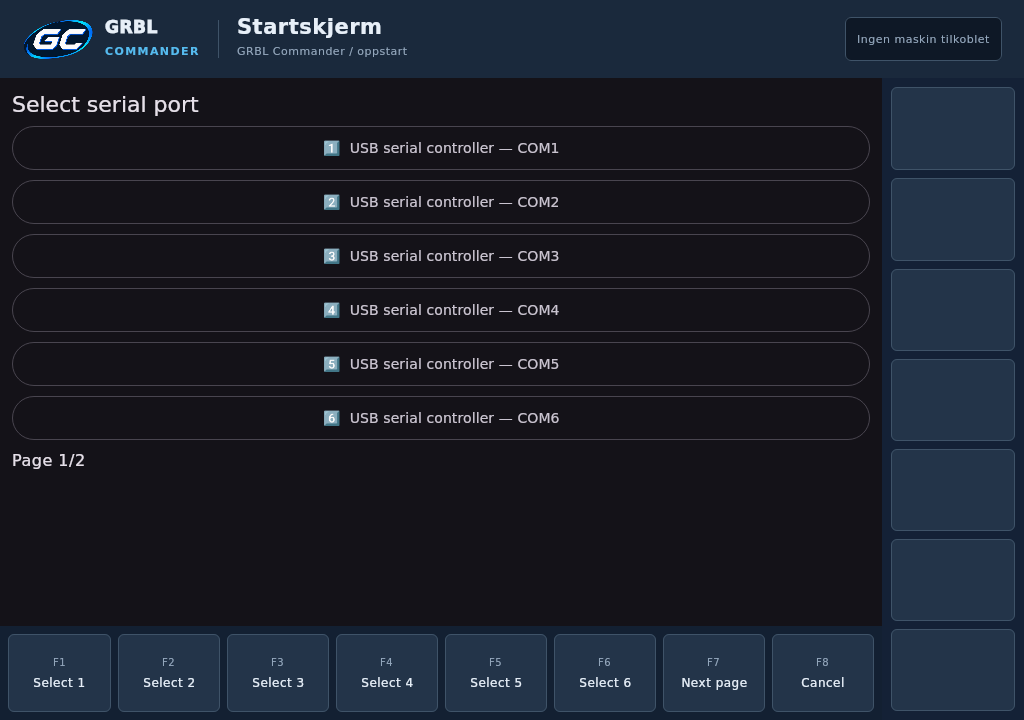 GC
GRBL
COMMANDER
Startskjerm
GRBL Commander / oppstart
Ingen maskin tilkoblet
Select serial port
1️⃣ USB serial controller — COM1
2️⃣ USB serial controller — COM2
3️⃣ USB serial controller — COM3
4️⃣ USB serial controller — COM4
5️⃣ USB serial controller — COM5
6️⃣ USB serial controller — COM6
Page 1/2
F1
Select 1
F2
Select 2
F3
Select 3
F4
Select 4
F5
Select 5
F6
Select 6
F7
Next page
F8
Cancel